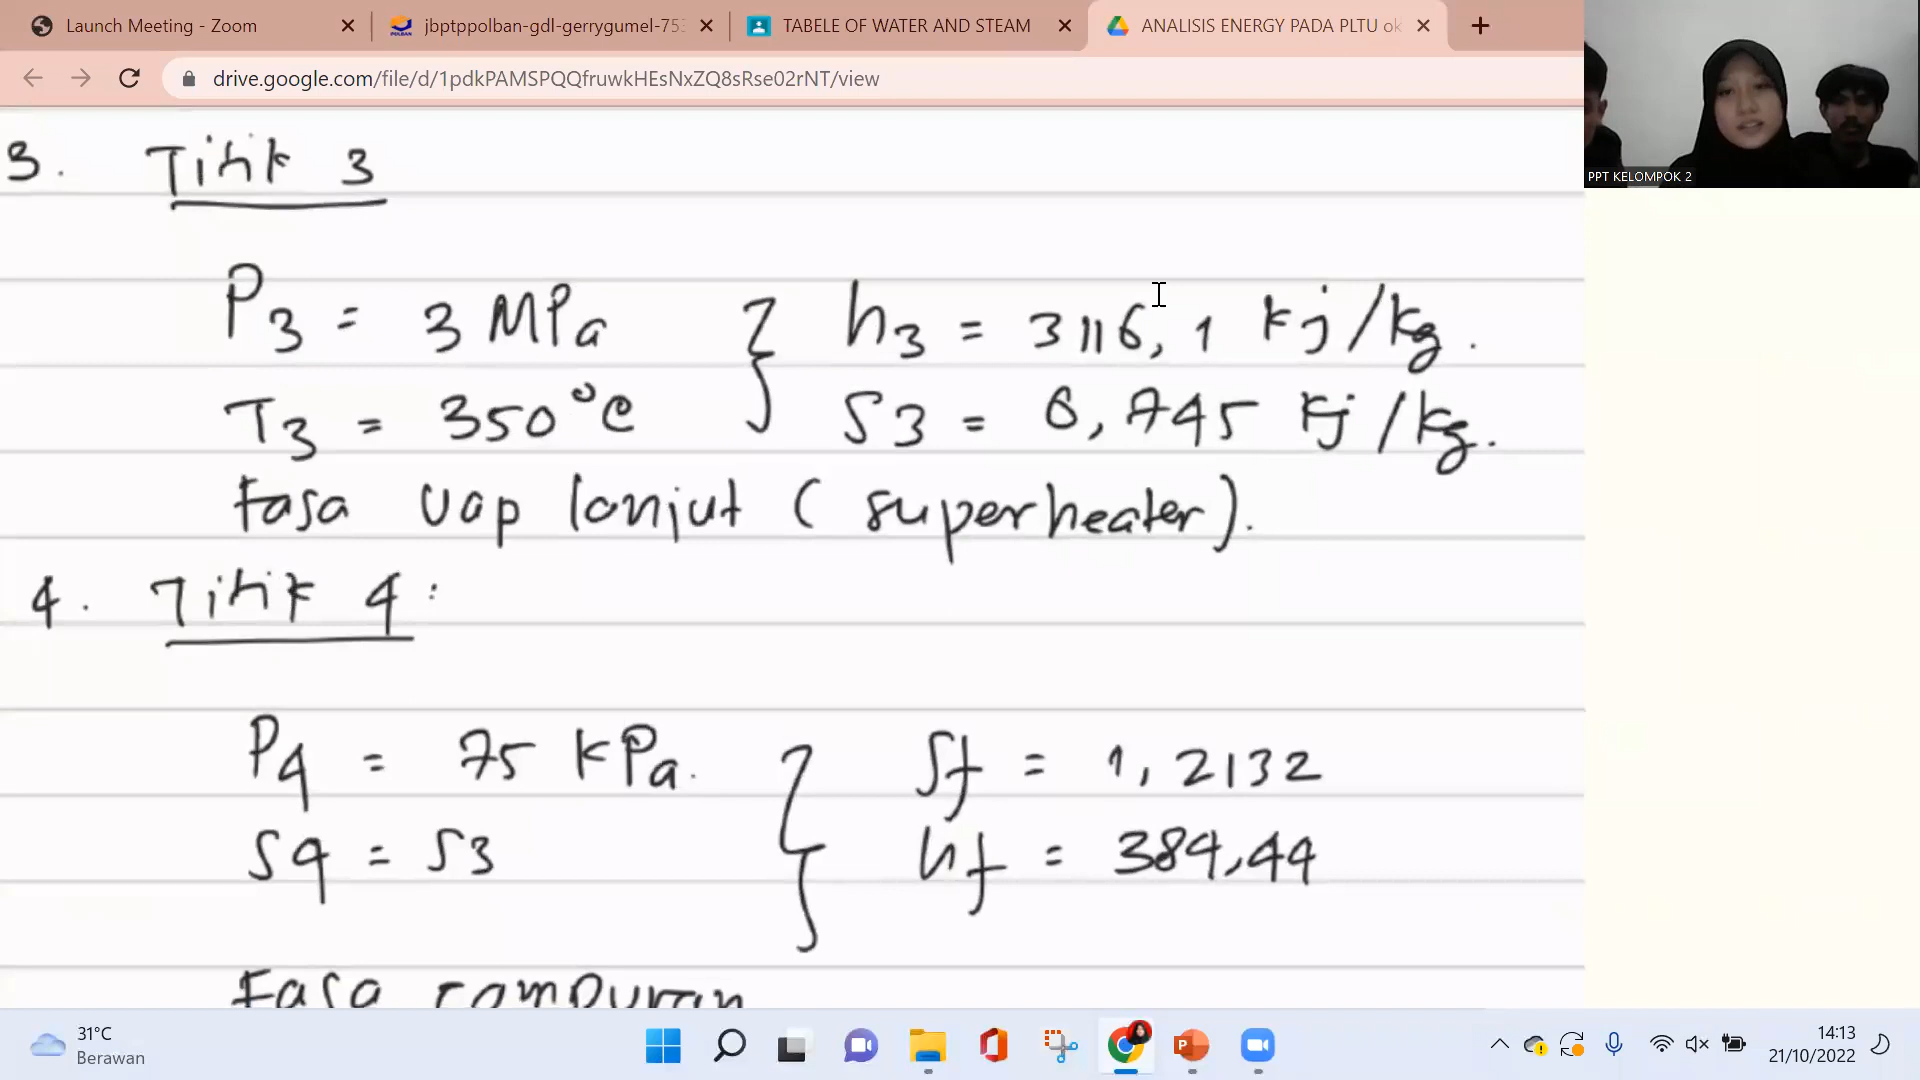 Launch Meeting - Zoom
jbptppolban-gdl-gerrygumel-753
TABELE OF WATER AND STEAM
ANALISIS ENERGY PADA PLTU ok
drive.google.com/file/d/1pdkPAMSPQQfruwkHEsNxZQ8sRse02rNT/view
PPT KELOMPOK 2
3. Titik 3
P3 = 3 MPa } h3 = 3116,1 kj/kg.
T3 = 350°C } S3 = 6,745 kj/kg.
Fasa Uap lanjut (superheater).
4. Titik 4 :
P4 = 75 kPa. } Sf = 1,2132
S4 = S3 } hf = 384,44
Fasa campuran
31°C
Berawan
14:13
21/10/2022